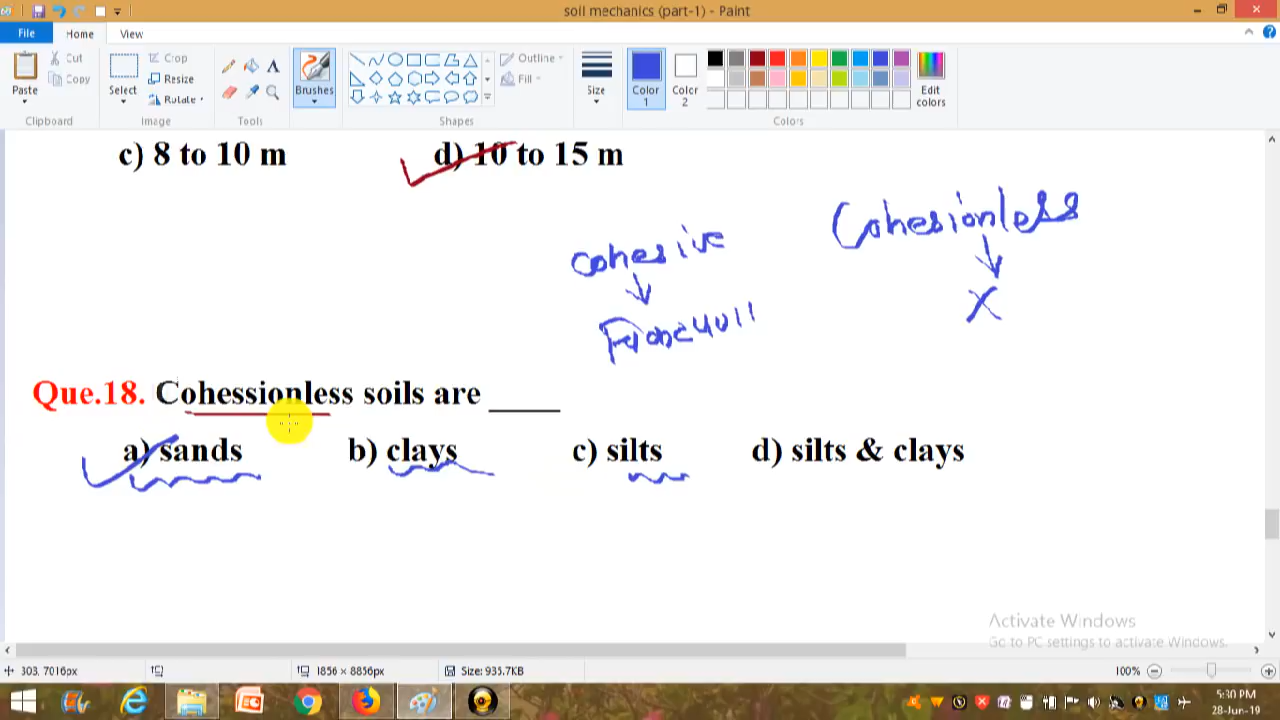 soil mechanics (part-1) - Paint
File Home View
Paste Cut Copy Select Crop Resize Rotate Brushes Outline Fill Size Color 1 Color 2 Edit colors
Clipboard Image Tools Shapes Colors
c) 8 to 10 m d) 10 to 15 m
cohesive Cohesionless
X
Que.18. Cohessionless soils are ____
a) sands b) clays c) silts d) silts & clays
Activate Windows
Go to PC settings to activate Windows.
303, 7016px 1856 × 8856px Size: 935.7KB 100%
5:30 PM
28-Jun-19